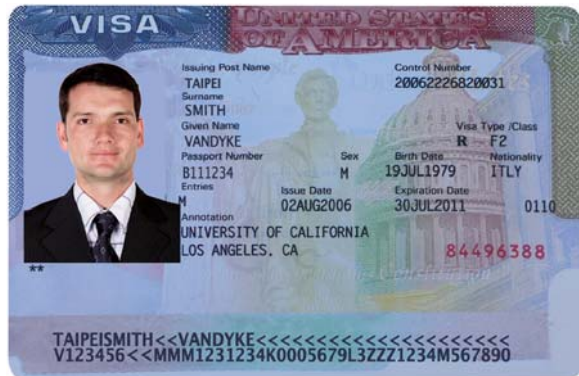 VISA
UNITED STATES
OF AMERICA
Issuing Post Name Control Number
TAIPEI 20062226820031
Surname
SMITH
Given Name Visa Type /Class
VANDYKE R F2
Passport Number Sex Birth Date Nationality
B111234 M 19JUL1979 ITLY
Entries Issue Date Expiration Date
M 02AUG2006 30JUL2011 0110
Annotation
UNIVERSITY OF CALIFORNIA
LOS ANGELES, CA 84496388
**
TAIPEISMITH<<VANDYKE<<<<<<<<<<<<<<<<<<<<<<<
V123456<<MMM1231234K0005679L3ZZZ1234M567890